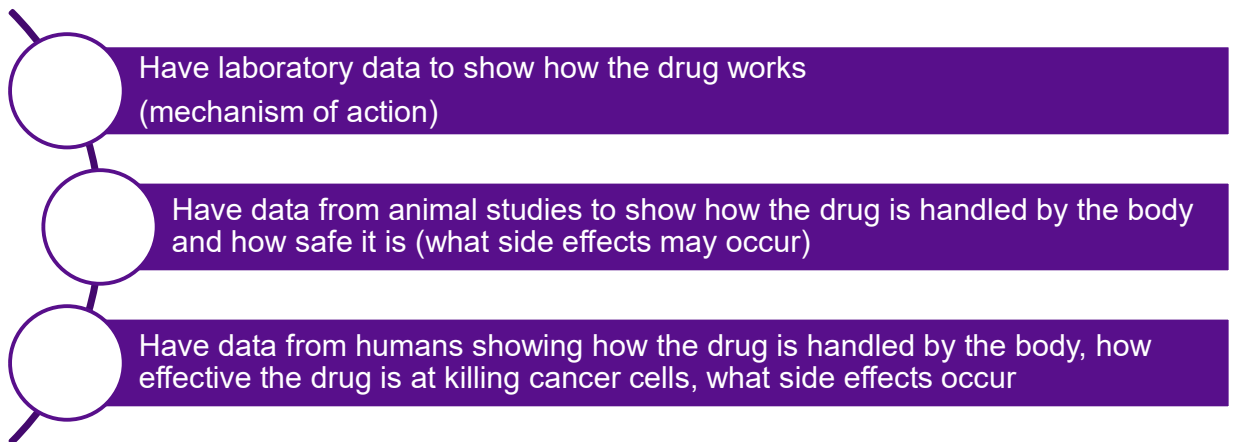 Have laboratory data to show how the drug works
(mechanism of action)
Have data from animal studies to show how the drug is handled by the body
and how safe it is (what side effects may occur)
Have data from humans showing how the drug is handled by the body, how
effective the drug is at killing cancer cells, what side effects occur